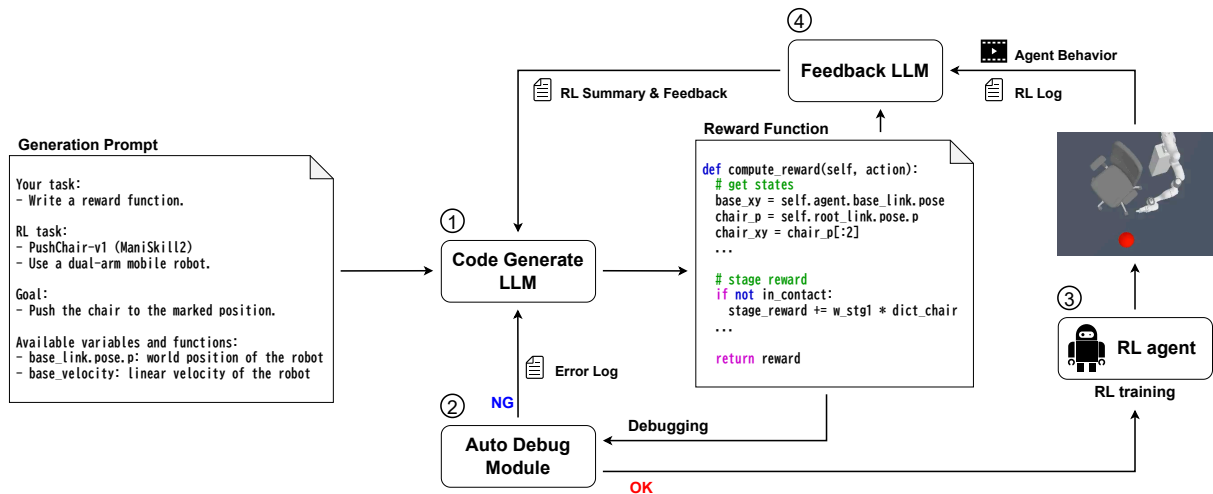 ④
Feedback LLM
Agent Behavior
RL Log
RL Summary & Feedback
Generation Prompt
Your task:
- Write a reward function.
RL task:
- PushChair-v1 (ManiSkill2)
- Use a dual-arm mobile robot.
Goal:
- Push the chair to the marked position.
Available variables and functions:
- base_link.pose.p: world position of the robot
- base_velocity: linear velocity of the robot
①
Code Generate
LLM
Reward Function
def compute_reward(self, action):
# get states
base_xy = self.agent.base_link.pose
chair_p = self.root_link.pose.p
chair_xy = chair_p[:2]
...
# stage reward
if not in_contact:
stage_reward += w_stg1 * dict_chair
...
return reward
③
RL agent
RL training
Error Log
NG
②
Auto Debug
Module
Debugging
OK